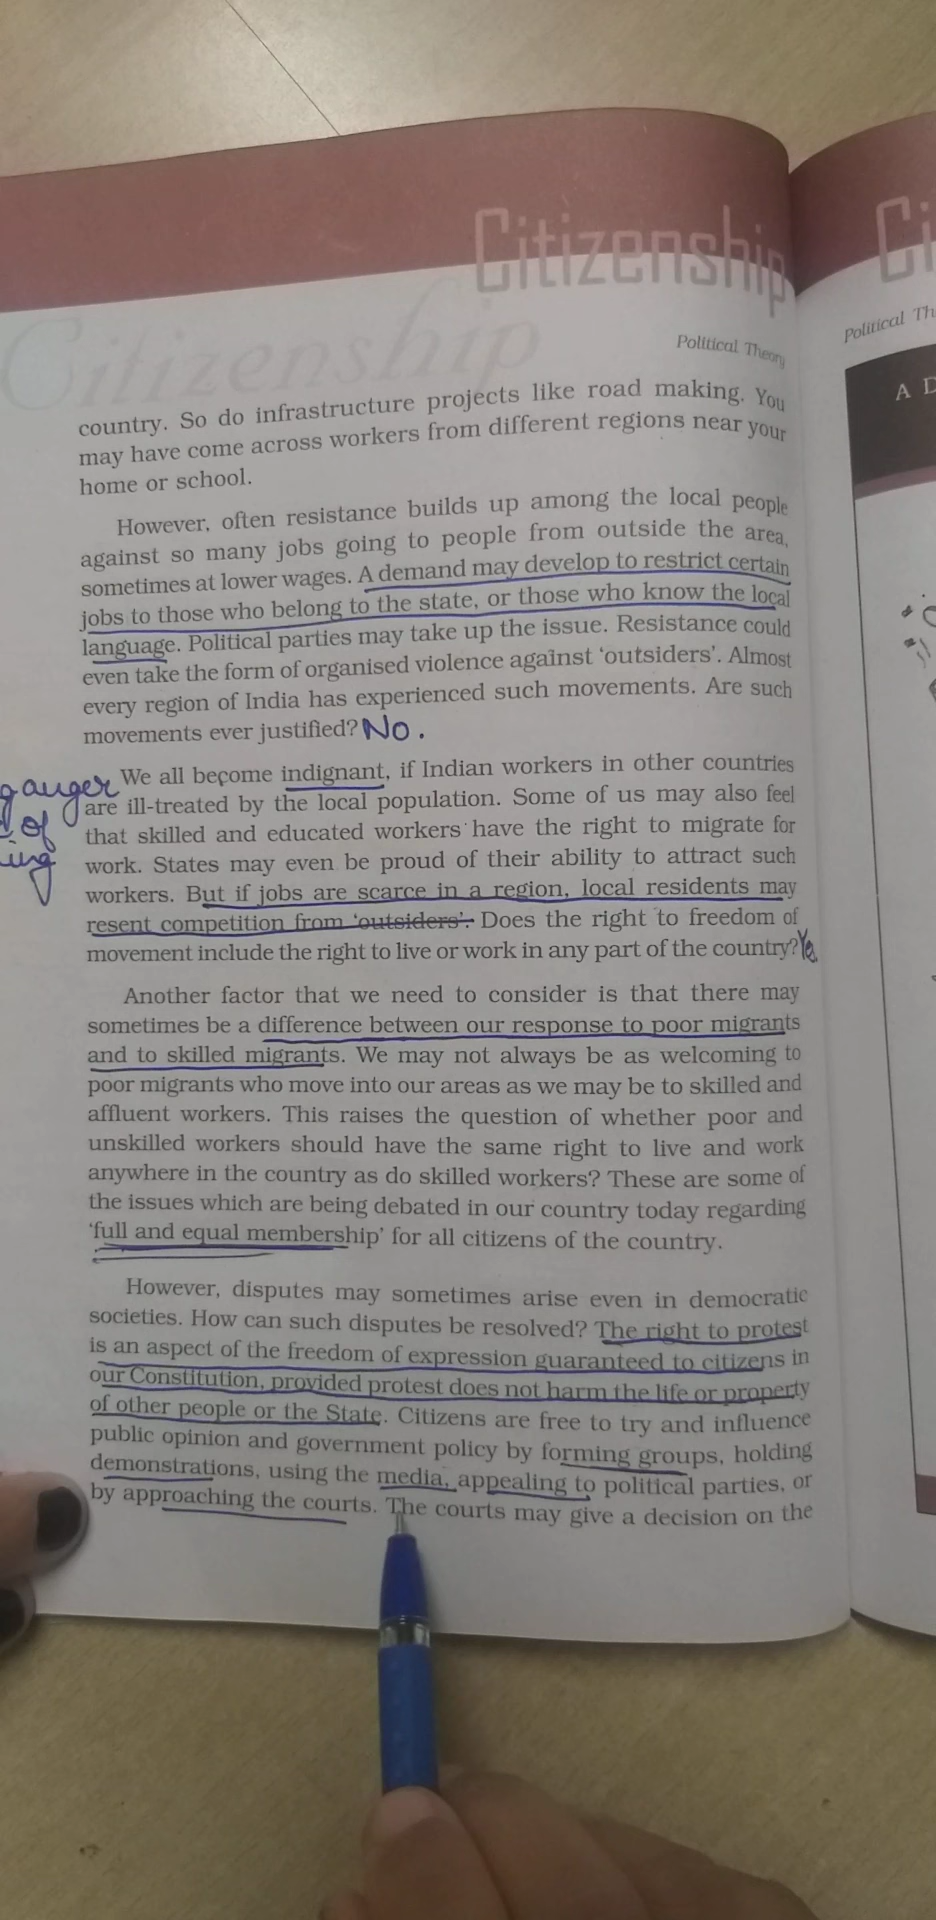 Citizenship
Ci
Citizenship
Political Theory
Political Th
A D
country. So do infrastructure projects like road making. You
may have come across workers from different regions near your
home or school.
However, often resistance builds up among the local people
against so many jobs going to people from outside the area,
sometimes at lower wages. A demand may develop to restrict certain
jobs to those who belong to the state, or those who know the local
language. Political parties may take up the issue. Resistance could
even take the form of organised violence against 'outsiders'. Almost
every region of India has experienced such movements. Are such
movements ever justified? No.
We all become indignant, if Indian workers in other countries
are ill-treated by the local population. Some of us may also feel
that skilled and educated workers have the right to migrate for
work. States may even be proud of their ability to attract such
workers. But if jobs are scarce in a region, local residents may
resent competition from 'outsiders'. Does the right to freedom of
movement include the right to live or work in any part of the country? Yes
of
Another factor that we need to consider is that there may
sometimes be a difference between our response to poor migrants
and to skilled migrants. We may not always be as welcoming to
poor migrants who move into our areas as we may be to skilled and
affluent workers. This raises the question of whether poor and
unskilled workers should have the same right to live and work
anywhere in the country as do skilled workers? These are some of
the issues which are being debated in our country today regarding
'full and equal membership' for all citizens of the country.
However, disputes may sometimes arise even in democratic
societies. How can such disputes be resolved? The right to protest
is an aspect of the freedom of expression guaranteed to citizens in
our Constitution, provided protest does not harm the life or property
of other people or the State. Citizens are free to try and influence
public opinion and government policy by forming groups, holding
demonstrations, using the media, appealing to political parties, or
by approaching the courts. The courts may give a decision on the